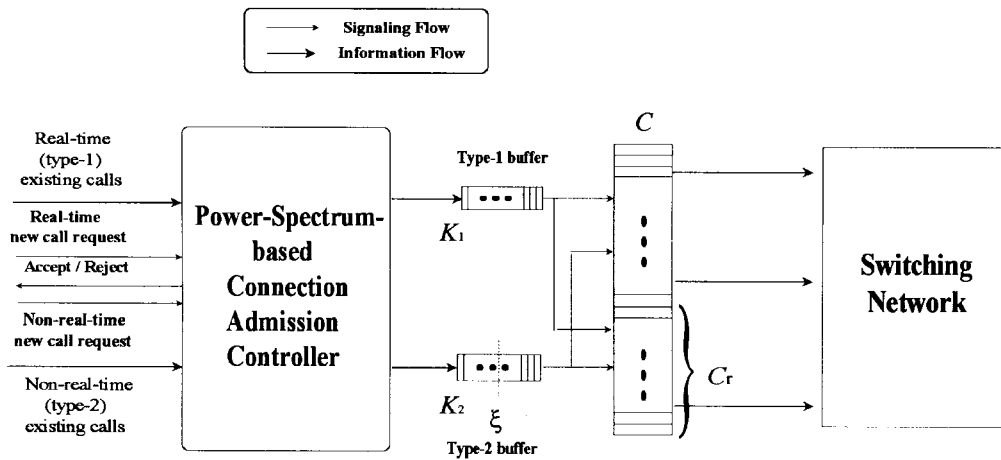 Signaling Flow
Information Flow
Real-time
(type-1)
existing calls
Real-time
new call request
Accept / Reject
Non-real-time
new call request
Non-real-time
(type-2)
existing calls
Power-Spectrum-
based
Connection
Admission
Controller
Type-1 buffer
K1
K2
ξ
Type-2 buffer
C
Cr
Switching
Network